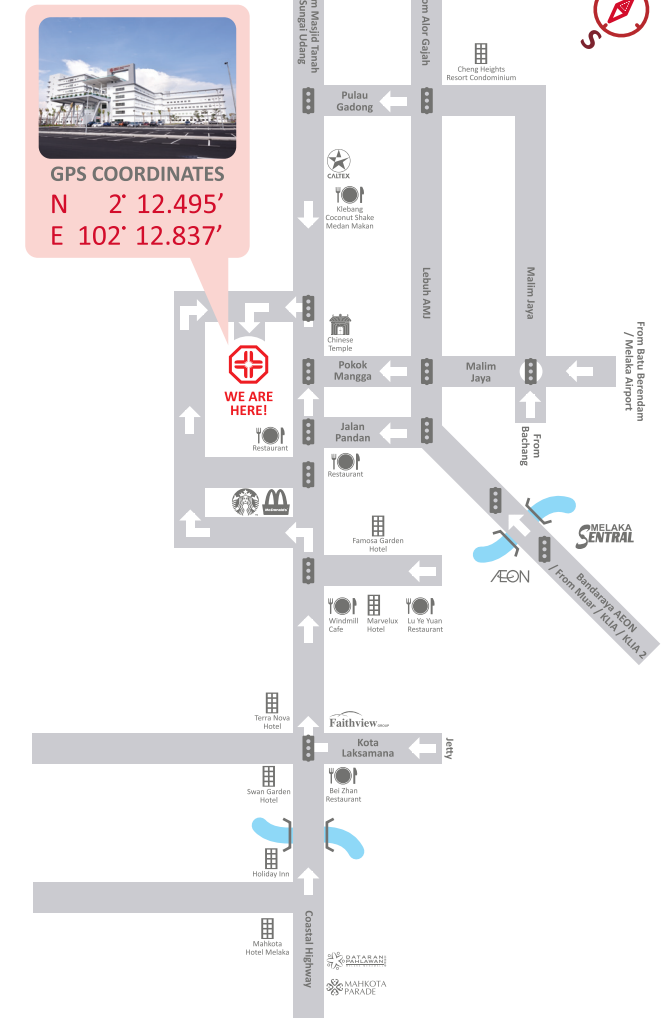 m Masjid Tanah
Sungai Udang
om Alor Gajah
S
Cheng Heights
Resort Condominium
Pulau
Gadong
GPS COORDINATES
N 2° 12.495′
E 102° 12.837′
CALTEX
Klebang
Coconut Shake
Medan Makan
Lebuh AMJ
Malim Jaya
From Batu Berendam
/ Melaka Airport
Chinese
Temple
Pokok
Mangga
Malim
Jaya
WE ARE
HERE!
Jalan
Pandan
From
Bachang
Restaurant
Restaurant
McDonald's
MELAKA
SENTRAL
Famosa Garden
Hotel
AEON
Bandaraya AEON
/ From Muar / KLIA / KLIA 2
Windmill
Cafe
Marvelux
Hotel
Lu Ye Yuan
Restaurant
Terra Nova
Hotel
Faithview GROUP
Kota
Laksamana
Jetty
Swan Garden
Hotel
Bei Zhan
Restaurant
Holiday Inn
Coastal Highway
Mahkota
Hotel Melaka
DATARAN
PAHLAWAN
MAHKOTA
PARADE